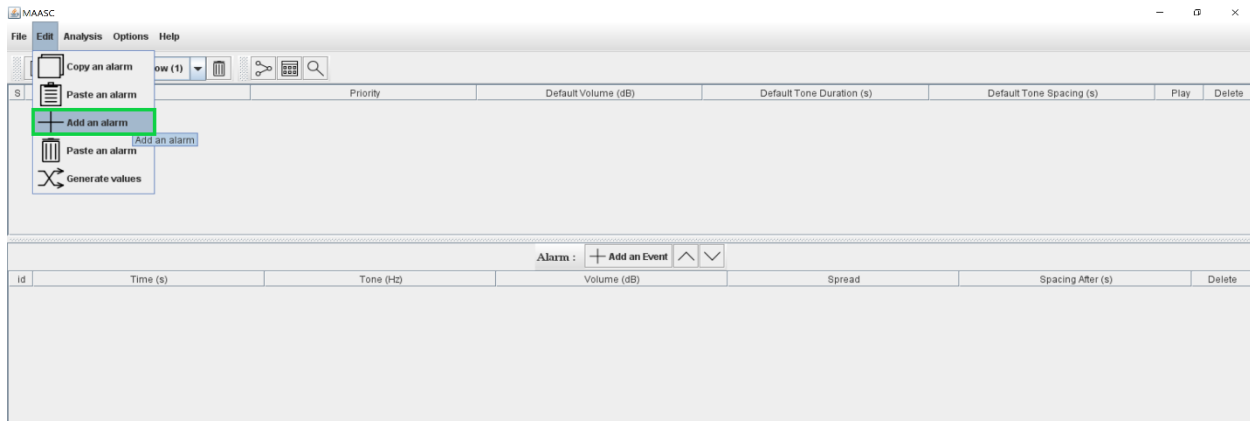 MAASC
File Edit Analysis Options Help
Copy an alarm
ow (1)
Paste an alarm
Add an alarm
Add an alarm
Paste an alarm
Generate values
S Priority Default Volume (dB) Default Tone Duration (s) Default Tone Spacing (s) Play Delete
Alarm : Add an Event
id Time (s) Tone (Hz) Volume (dB) Spread Spacing After (s) Delete